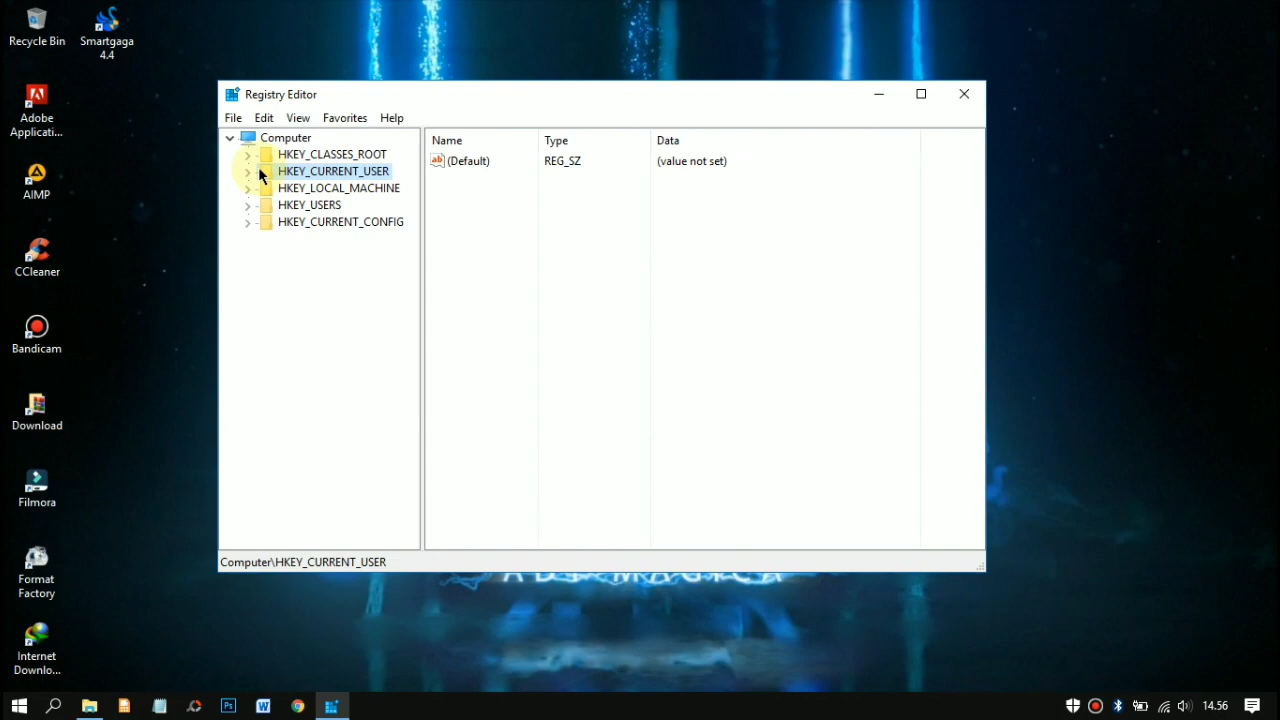 Recycle Bin
Smartgaga
4.4
Adobe
Applicati...
AIMP
CCleaner
Bandicam
Download
Filmora
Format
Factory
Internet
Downlo...
Registry Editor
File Edit View Favorites Help
Computer
HKEY_CLASSES_ROOT
HKEY_CURRENT_USER
HKEY_LOCAL_MACHINE
HKEY_USERS
HKEY_CURRENT_CONFIG
Name Type Data
ab (Default) REG_SZ (value not set)
Computer\HKEY_CURRENT_USER
Ps
W
14.56